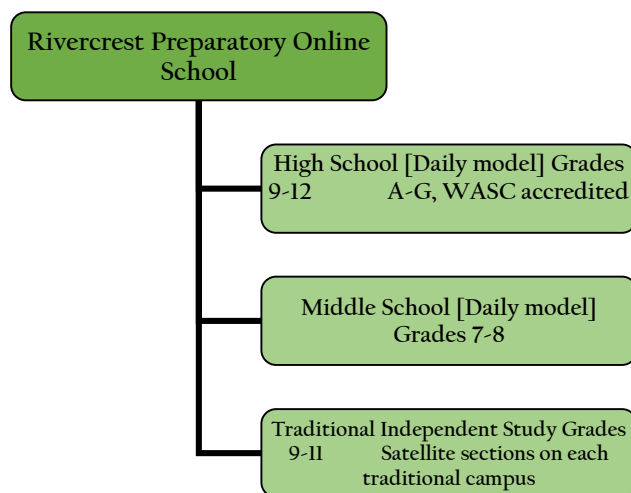 Rivercrest Preparatory Online
School
High School [Daily model] Grades
9-12 A-G, WASC accredited
Middle School [Daily model]
Grades 7-8
Traditional Independent Study Grades
9-11 Satellite sections on each
traditional campus